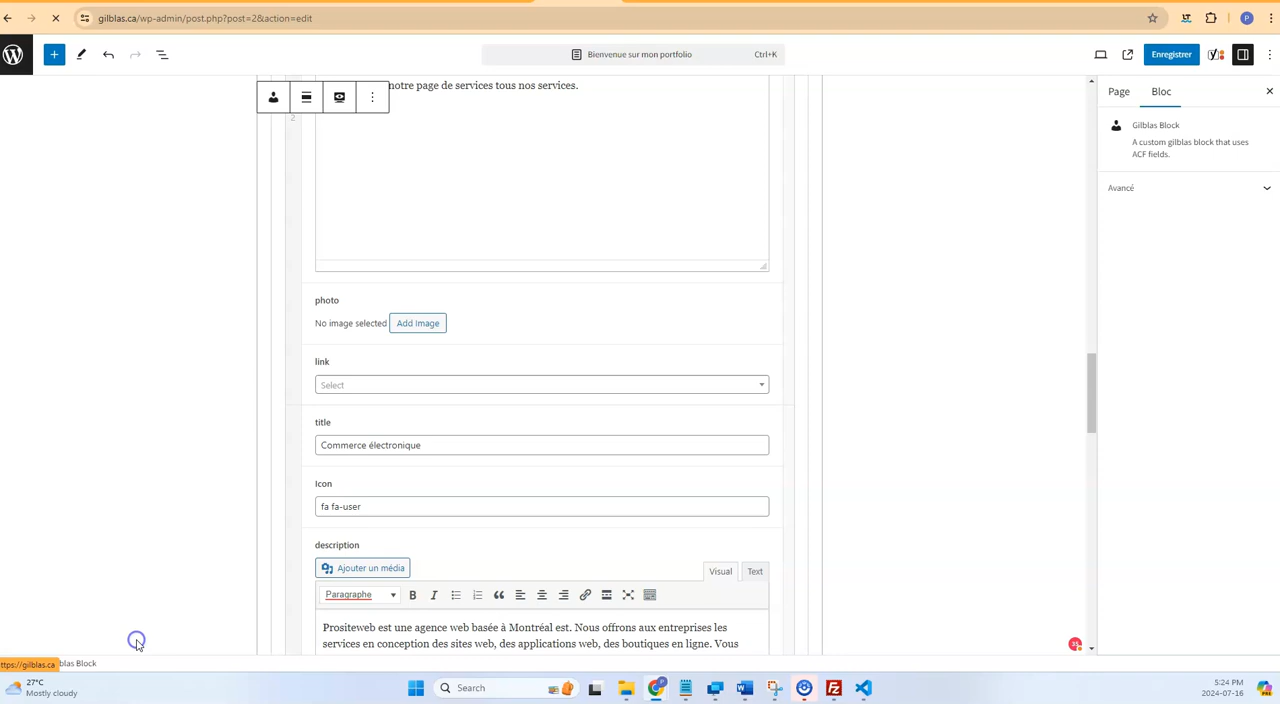 gilblas.ca/wp-admin/post.php?post=2&action=edit
Bienvenue sur mon portfolio
Ctrl+K
Enregistrer
notre page de services tous nos services.
2
Page
Bloc
Gilblas Block
A custom gilblas block that uses
ACF fields.
Avancé
photo
No image selected
Add Image
link
Select
title
Commerce électronique
Icon
fa fa-user
description
Ajouter un média
Visual
Text
Paragraphe
Prositeweb est une agence web basée à Montréal est. Nous offrons aux entreprises les
services en conception des sites web, des applications web, des boutiques en ligne. Vous
ttps://gilblas.ca
blas Block
27°C
Mostly cloudy
Search
5:24 PM
2024-07-16